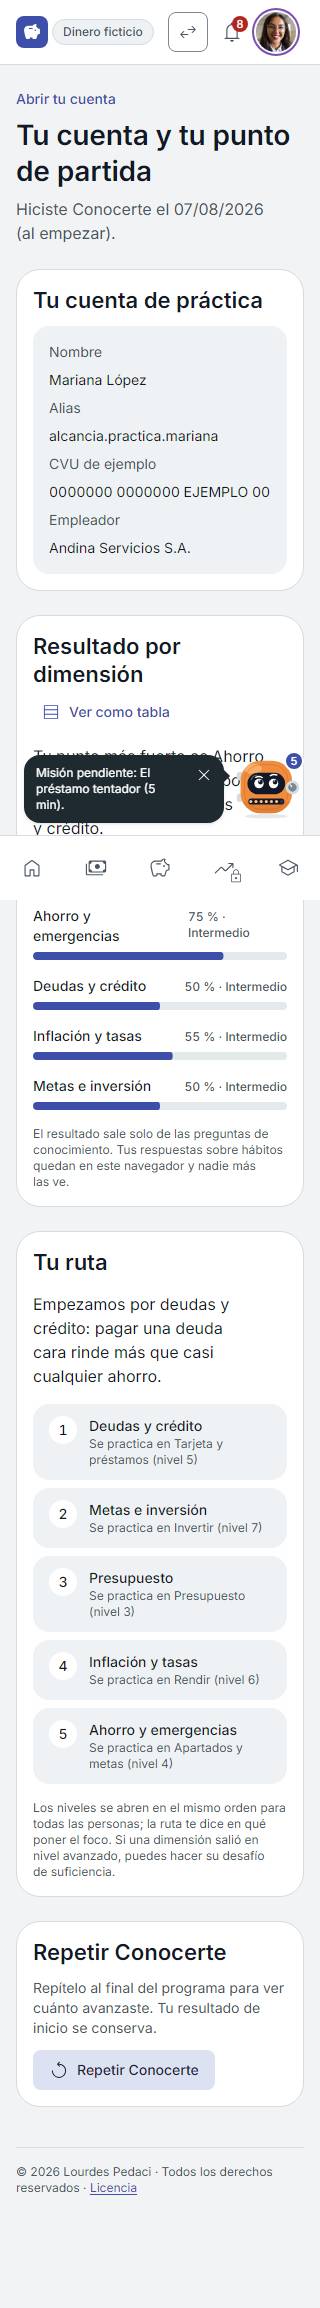 Dinero ficticio
8
Abrir tu cuenta
Tu cuenta y tu punto
de partida
Hiciste Conocerte el 07/08/2026
(al empezar).
Tu cuenta de práctica
Nombre
Mariana López
Alias
alcancia.practica.mariana
CVU de ejemplo
0000000 0000000 EJEMPLO 00
Empleador
Andina Servicios S.A.
Resultado por
dimensión
Ver como tabla
Ahorro
Misión pendiente: El
préstamo tentador (5
min).
5
y crédito.
Ahorro y
emergencias
75 % ·
Intermedio
Deudas y crédito 50 % · Intermedio
Inflación y tasas 55 % · Intermedio
Metas e inversión 50 % · Intermedio
El resultado sale solo de las preguntas de
conocimiento. Tus respuestas sobre hábitos
quedan en este navegador y nadie más
las ve.
Tu ruta
Empezamos por deudas y
crédito: pagar una deuda
cara rinde más que casi
cualquier ahorro.
1 Deudas y crédito
Se practica en Tarjeta y
préstamos (nivel 5)
2 Metas e inversión
Se practica en Invertir (nivel 7)
3 Presupuesto
Se practica en Presupuesto
(nivel 3)
4 Inflación y tasas
Se practica en Rendir (nivel 6)
5 Ahorro y emergencias
Se practica en Apartados y
metas (nivel 4)
Los niveles se abren en el mismo orden para
todas las personas; la ruta te dice en qué
poner el foco. Si una dimensión salió en
nivel avanzado, puedes hacer su desafío
de suficiencia.
Repetir Conocerte
Repítelo al final del programa para ver
cuánto avanzaste. Tu resultado de
inicio se conserva.
Repetir Conocerte
© 2026 Lourdes Pedaci · Todos los derechos
reservados · Licencia